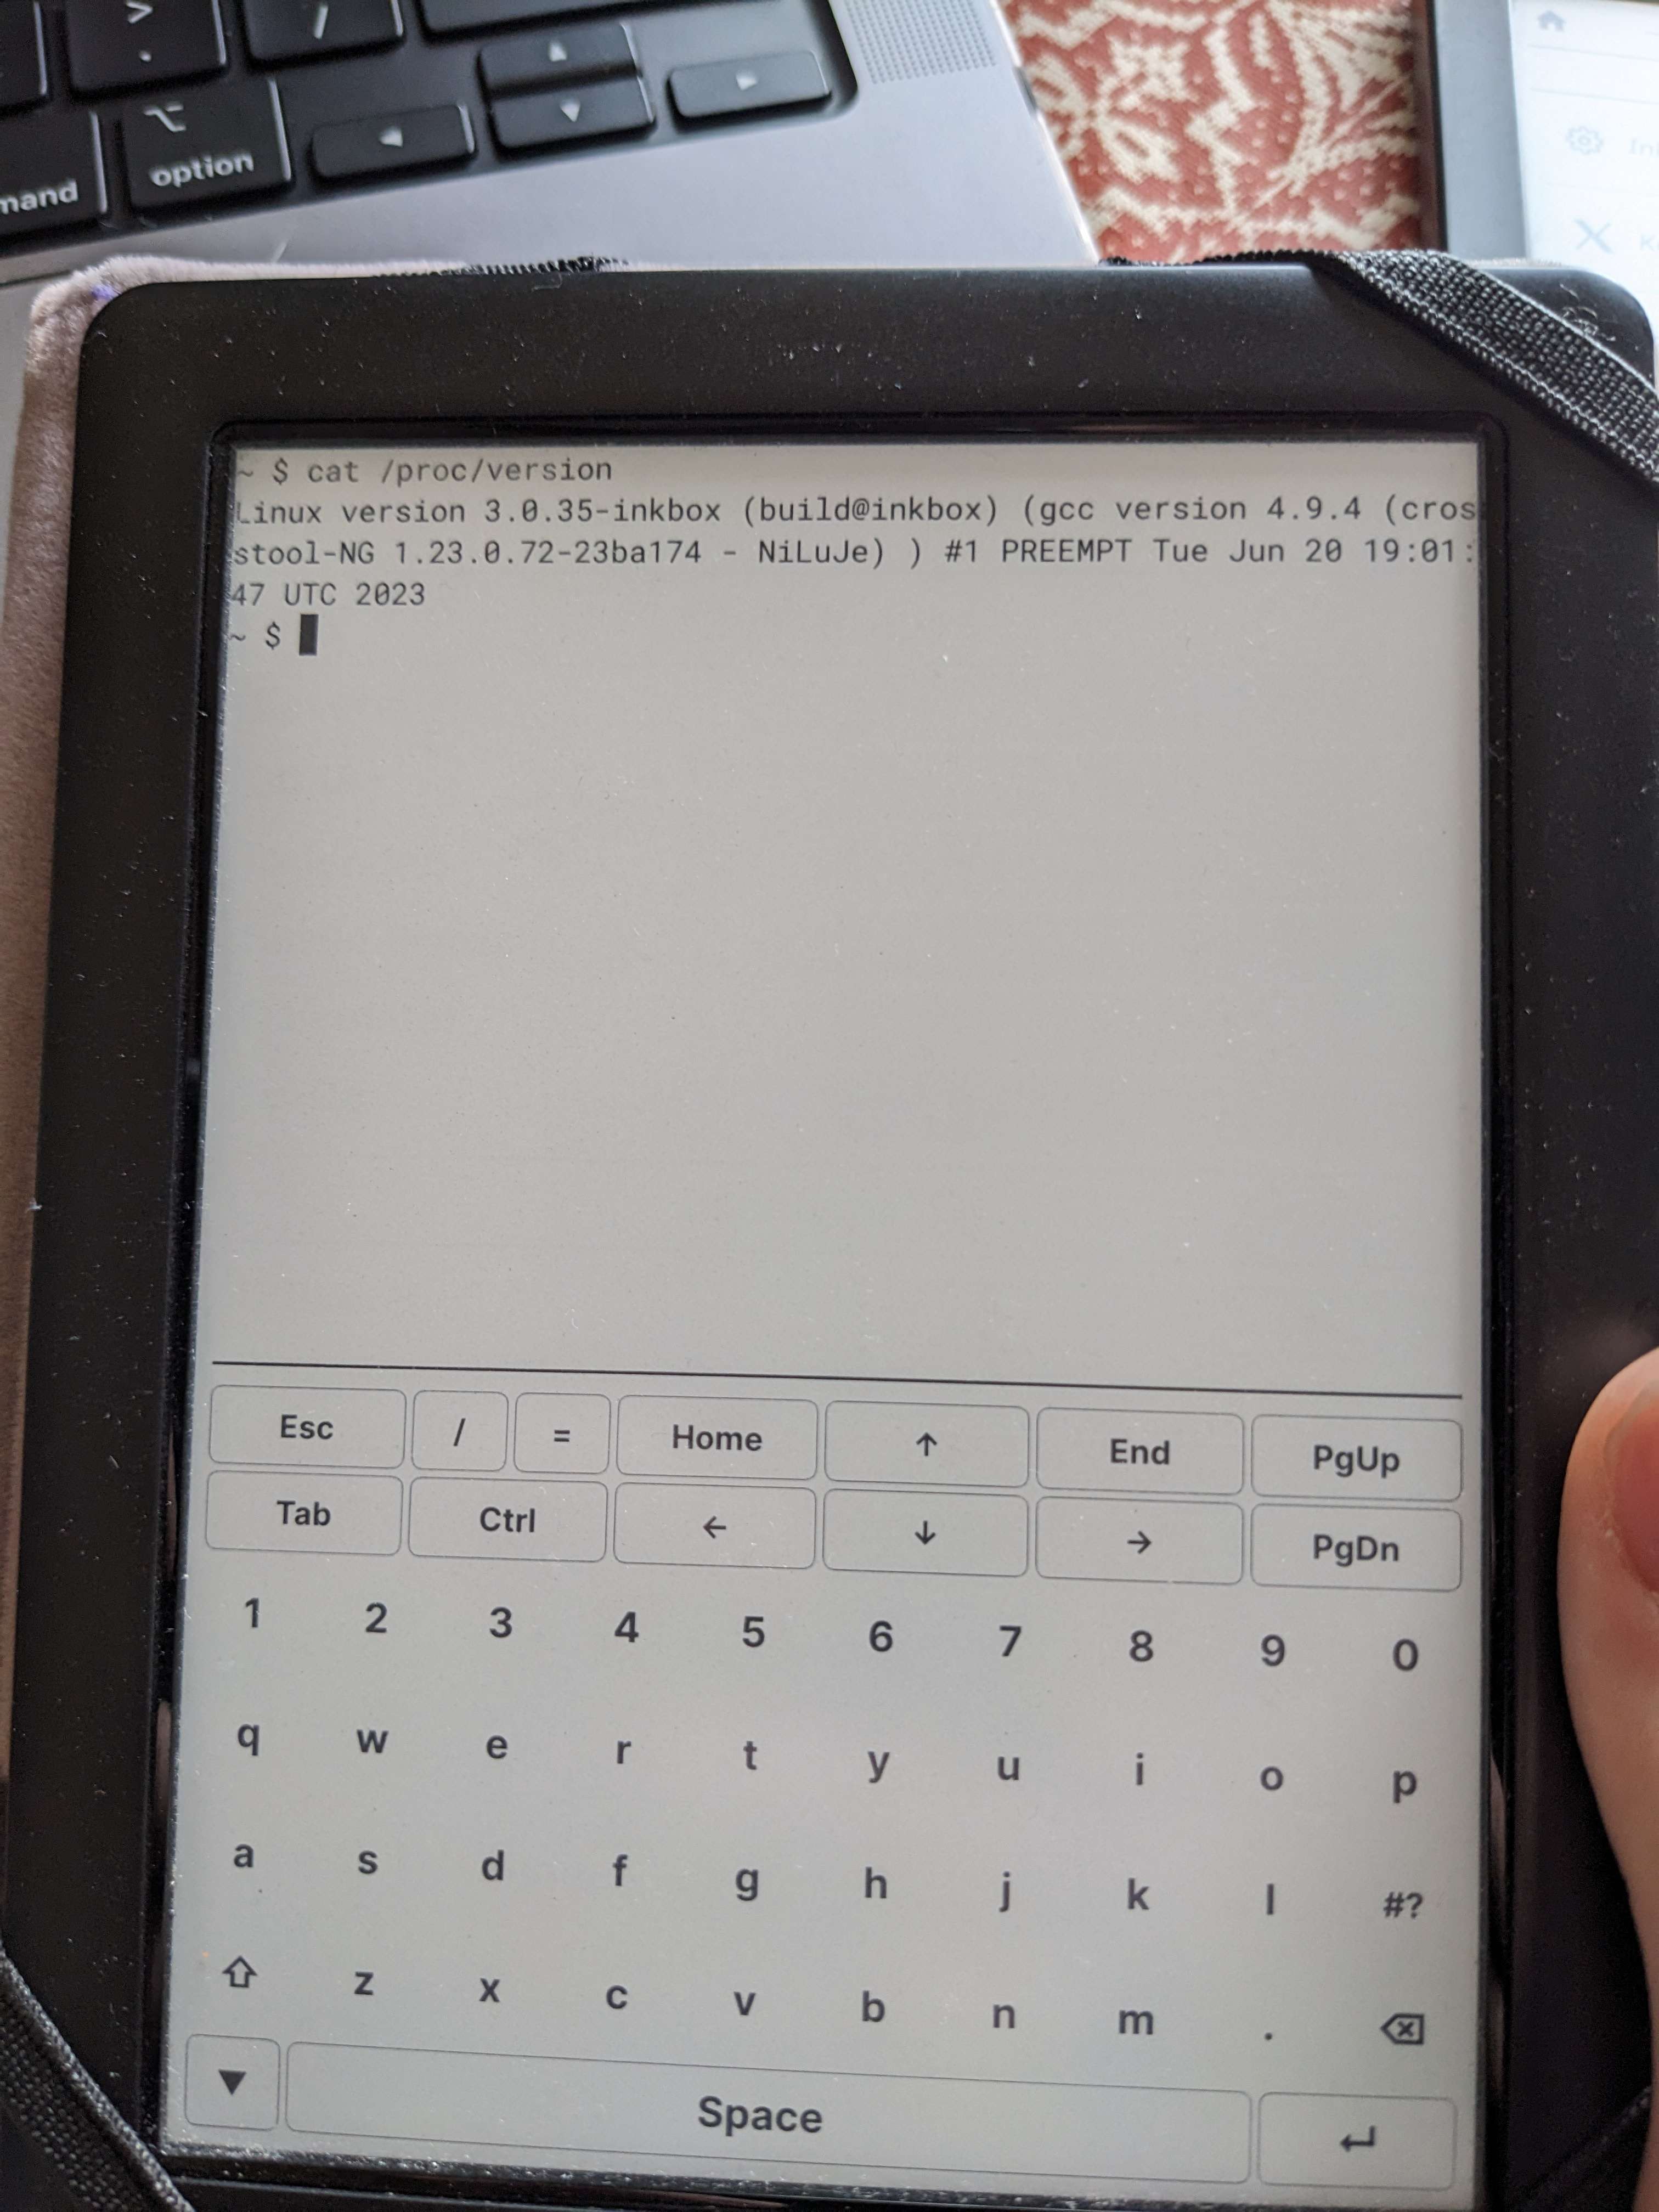 > .
/
option
mand
~ $ cat /proc/version
Linux version 3.0.35-inkbox (build@inkbox) (gcc version 4.9.4 (cros
stool-NG 1.23.0.72-23ba174 - NiLuJe) ) #1 PREEMPT Tue Jun 20 19:01:
47 UTC 2023
~ $
Esc / = Home ↑ End PgUp
Tab Ctrl ← ↓ → PgDn
1 2 3 4 5 6 7 8 9 0
q w e r t y u i o p
a s d f g h j k l #?
z x c v b n m .
Space